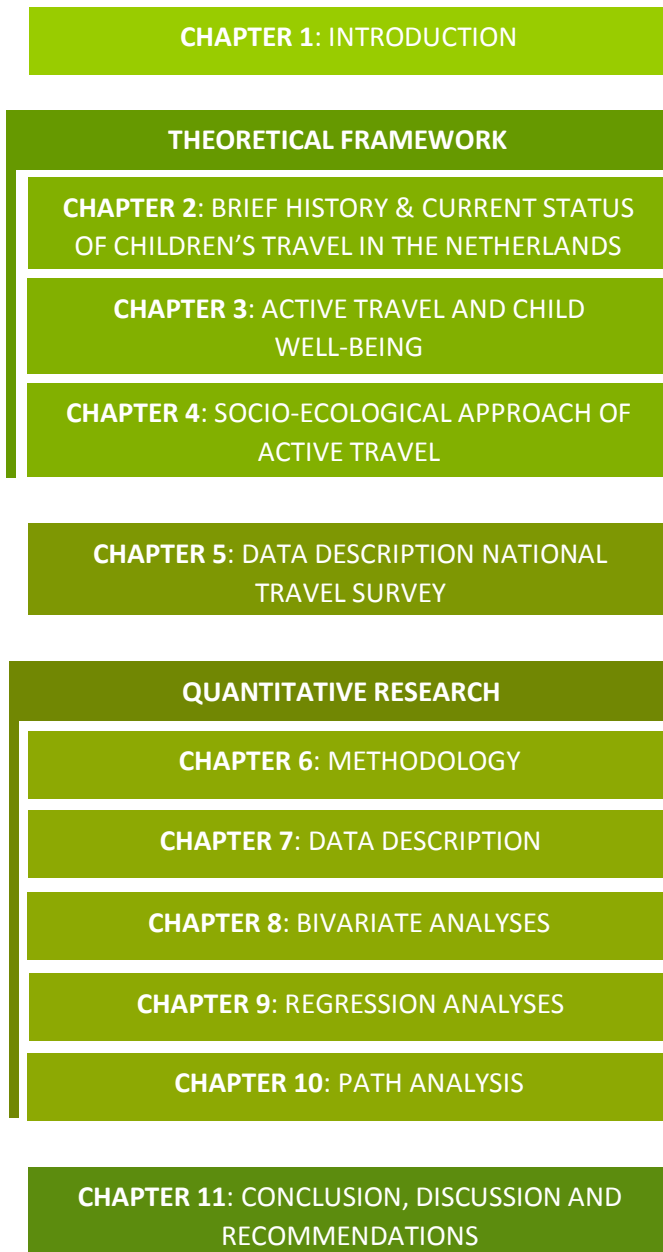 CHAPTER 1: INTRODUCTION
THEORETICAL FRAMEWORK
CHAPTER 2: BRIEF HISTORY & CURRENT STATUS
OF CHILDREN’S TRAVEL IN THE NETHERLANDS
CHAPTER 3: ACTIVE TRAVEL AND CHILD
WELL-BEING
CHAPTER 4: SOCIO-ECOLOGICAL APPROACH OF
ACTIVE TRAVEL
CHAPTER 5: DATA DESCRIPTION NATIONAL
TRAVEL SURVEY
QUANTITATIVE RESEARCH
CHAPTER 6: METHODOLOGY
CHAPTER 7: DATA DESCRIPTION
CHAPTER 8: BIVARIATE ANALYSES
CHAPTER 9: REGRESSION ANALYSES
CHAPTER 10: PATH ANALYSIS
CHAPTER 11: CONCLUSION, DISCUSSION AND
RECOMMENDATIONS